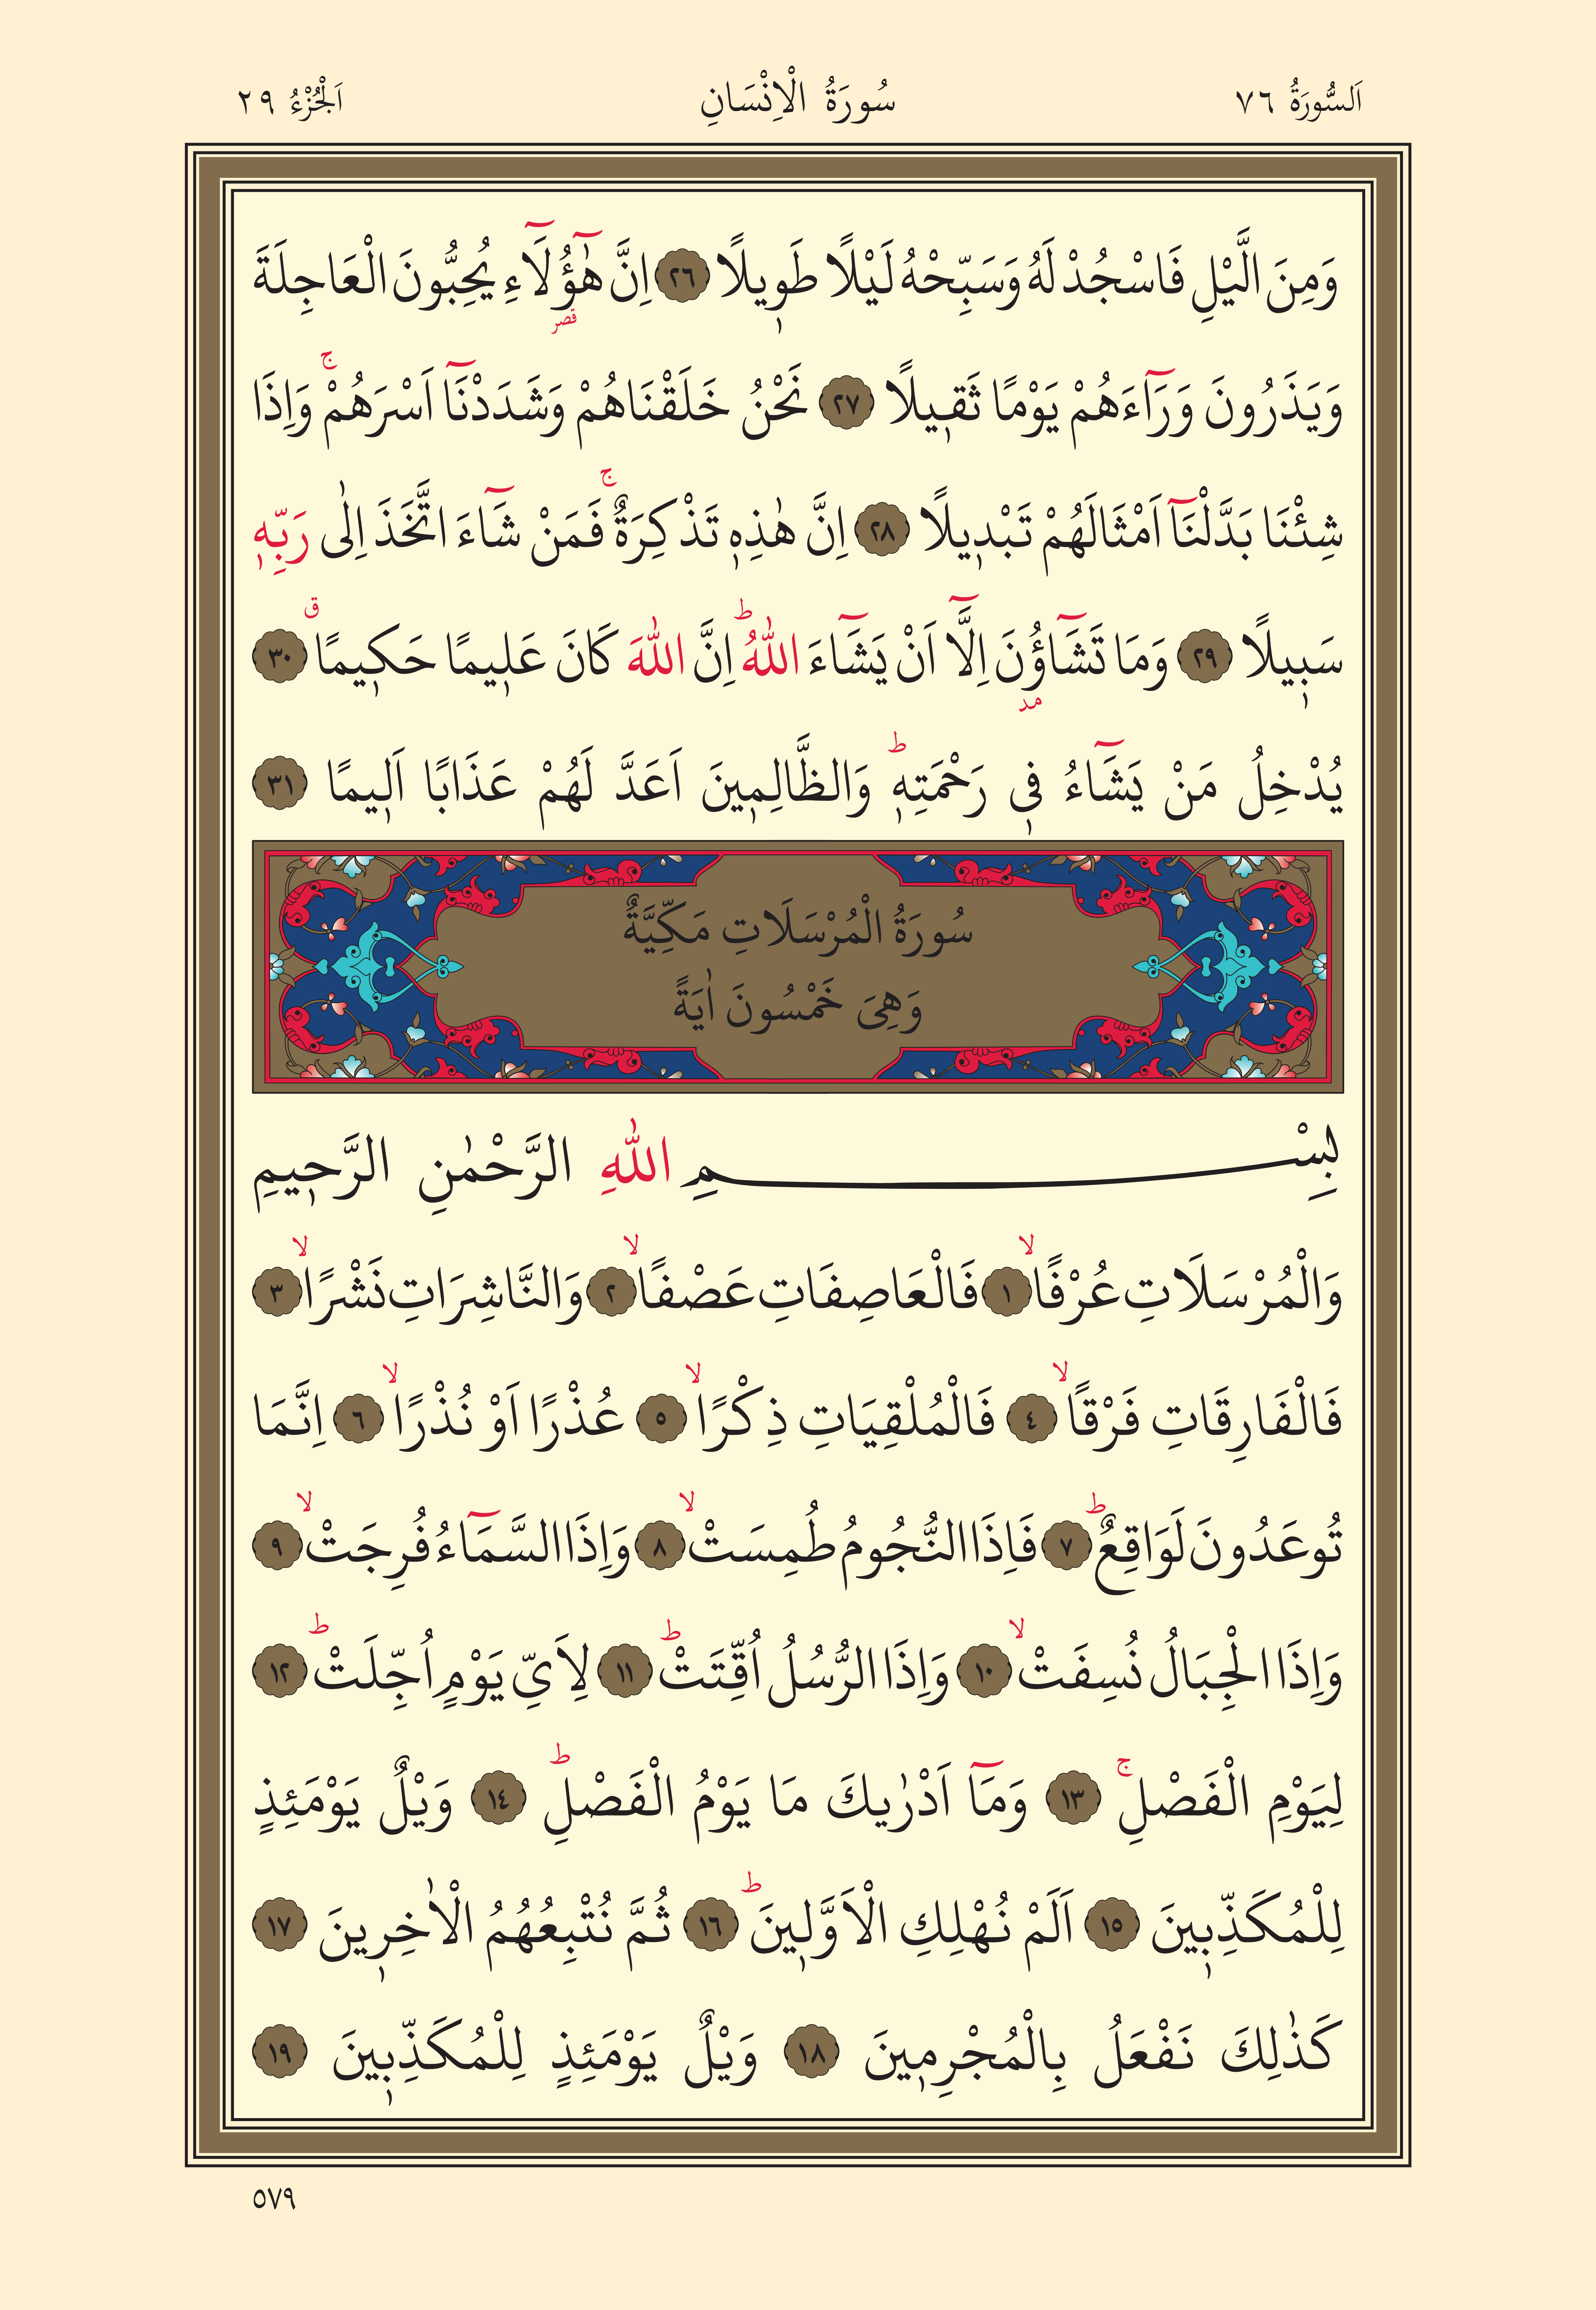 اَلسُّورَةُ ٧٦ سُورَةُ الْاِنْسَانِ اَلْجُزْءُ ٢٩
وَمِنَ الَّيْلِ فَاسْجُدْ لَهُ وَسَبِّحْهُ لَيْلًا طَوٖيلًا ٢٦ اِنَّ هٰٓؤُ۬لَٓاءِ يُحِبُّونَ الْعَاجِلَةَ
قصر
وَيَذَرُونَ وَرَٓاءَهُمْ يَوْمًا ثَقٖيلًا ٢٧ نَحْنُ خَلَقْنَاهُمْ وَشَدَدْنَٓا اَسْرَهُمْۚ وَاِذَا
شِئْنَا بَدَّلْنَٓا اَمْثَالَهُمْ تَبْدٖيلًا ٢٨ اِنَّ هٰذِهٖ تَذْكِرَةٌۚ فَمَنْ شَٓاءَ اتَّخَذَ اِلٰى رَبِّهٖ
سَبٖيلًا ٢٩ وَمَا تَشَٓاؤُ۫نَ اِلَّٓا اَنْ يَشَٓاءَ اللّٰهُؕ اِنَّ اللّٰهَ كَانَ عَلٖيمًا حَكٖيمًاࣗ ٣٠
مد
يُدْخِلُ مَنْ يَشَٓاءُ فٖى رَحْمَتِهٖؕ وَالظَّالِمٖينَ اَعَدَّ لَهُمْ عَذَابًا اَلٖيمًا ٣١
سُورَةُ الْمُرْسَلَاتِ مَكِّيَّةٌ
وَهِىَ خَمْسُونَ اٰيَةً
بِسْمِ اللّٰهِ الرَّحْمٰنِ الرَّحٖيمِ
وَالْمُرْسَلَاتِ عُرْفًاۙ ١ فَالْعَاصِفَاتِ عَصْفًاۙ ٢ وَالنَّاشِرَاتِ نَشْرًاۙ ٣
فَالْفَارِقَاتِ فَرْقًاۙ ٤ فَالْمُلْقِيَاتِ ذِكْرًاۙ ٥ عُذْرًا اَوْ نُذْرًاۙ ٦ اِنَّمَا
تُوعَدُونَ لَوَاقِعٌؕ ٧ فَاِذَا النُّجُومُ طُمِسَتْۙ ٨ وَاِذَا السَّمَٓاءُ فُرِجَتْۙ ٩
وَاِذَا الْجِبَالُ نُسِفَتْۙ ١٠ وَاِذَا الرُّسُلُ اُقِّتَتْؕ ١١ لِاَىِّ يَوْمٍ اُجِّلَتْؕ ١٢
لِيَوْمِ الْفَصْلِۚ ١٣ وَمَٓا اَدْرٰيكَ مَا يَوْمُ الْفَصْلِؕ ١٤ وَيْلٌ يَوْمَئِذٍ
لِلْمُكَذِّبٖينَ ١٥ اَلَمْ نُهْلِكِ الْاَوَّلٖينَؕ ١٦ ثُمَّ نُتْبِعُهُمُ الْاٰخِرٖينَ ١٧
كَذٰلِكَ نَفْعَلُ بِالْمُجْرِمٖينَ ١٨ وَيْلٌ يَوْمَئِذٍ لِلْمُكَذِّبٖينَ ١٩
٥٧٩